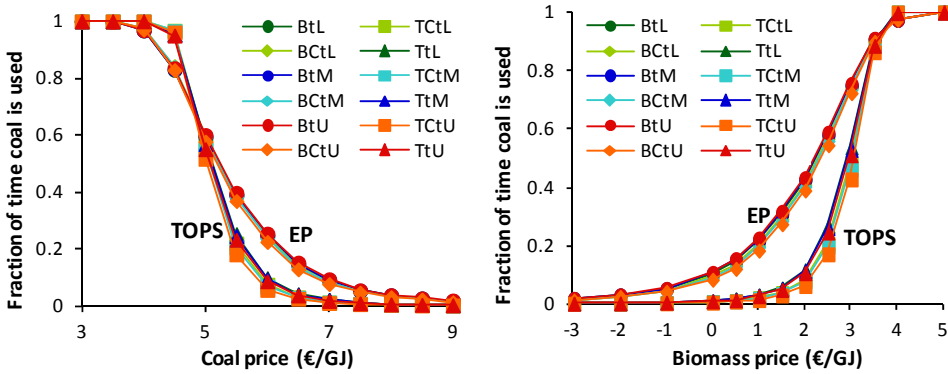 Fraction of time coal is used
1
0.8
0.6
0.4
0.2
0
BtL
TCtL
BCtL
TtL
BtM
TCtM
BCtM
TtM
BtU
TCtU
BCtU
TtU
TOPS
EP
3
5
7
9
Coal price (€/GJ)
Fraction of time coal is used
1
0.8
0.6
0.4
0.2
0
BtL
TCtL
BCtL
TtL
BtM
TCtM
BCtM
TtM
BtU
TCtU
BCtU
TtU
EP
TOPS
-3
-2
-1
0
1
2
3
4
5
Biomass price (€/GJ)